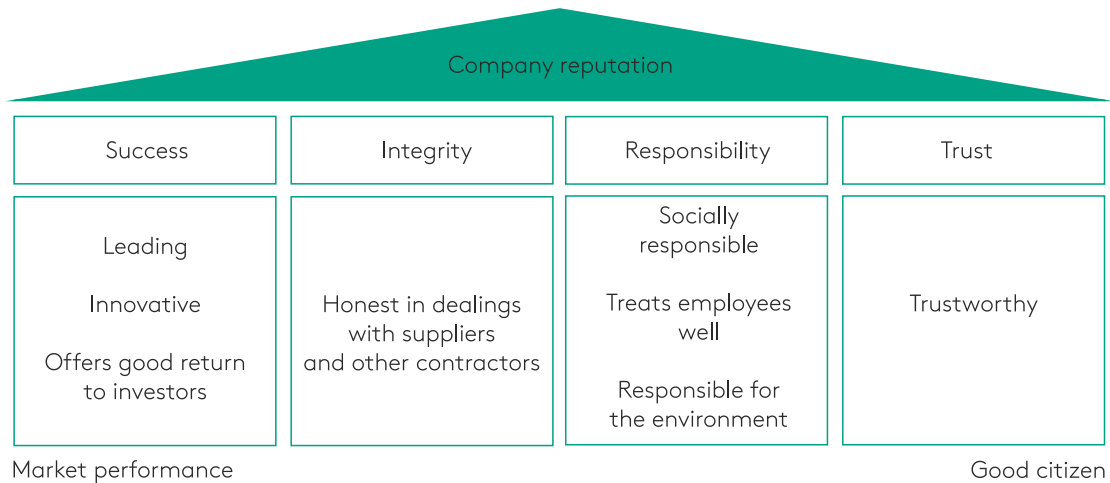 Company reputation
Success
Integrity
Responsibility
Trust
Leading
Innovative
Offers good return
to investors
Honest in dealings
with suppliers
and other contractors
Socially
responsible
Treats employees
well
Responsible for
the environment
Trustworthy
Market performance
Good citizen